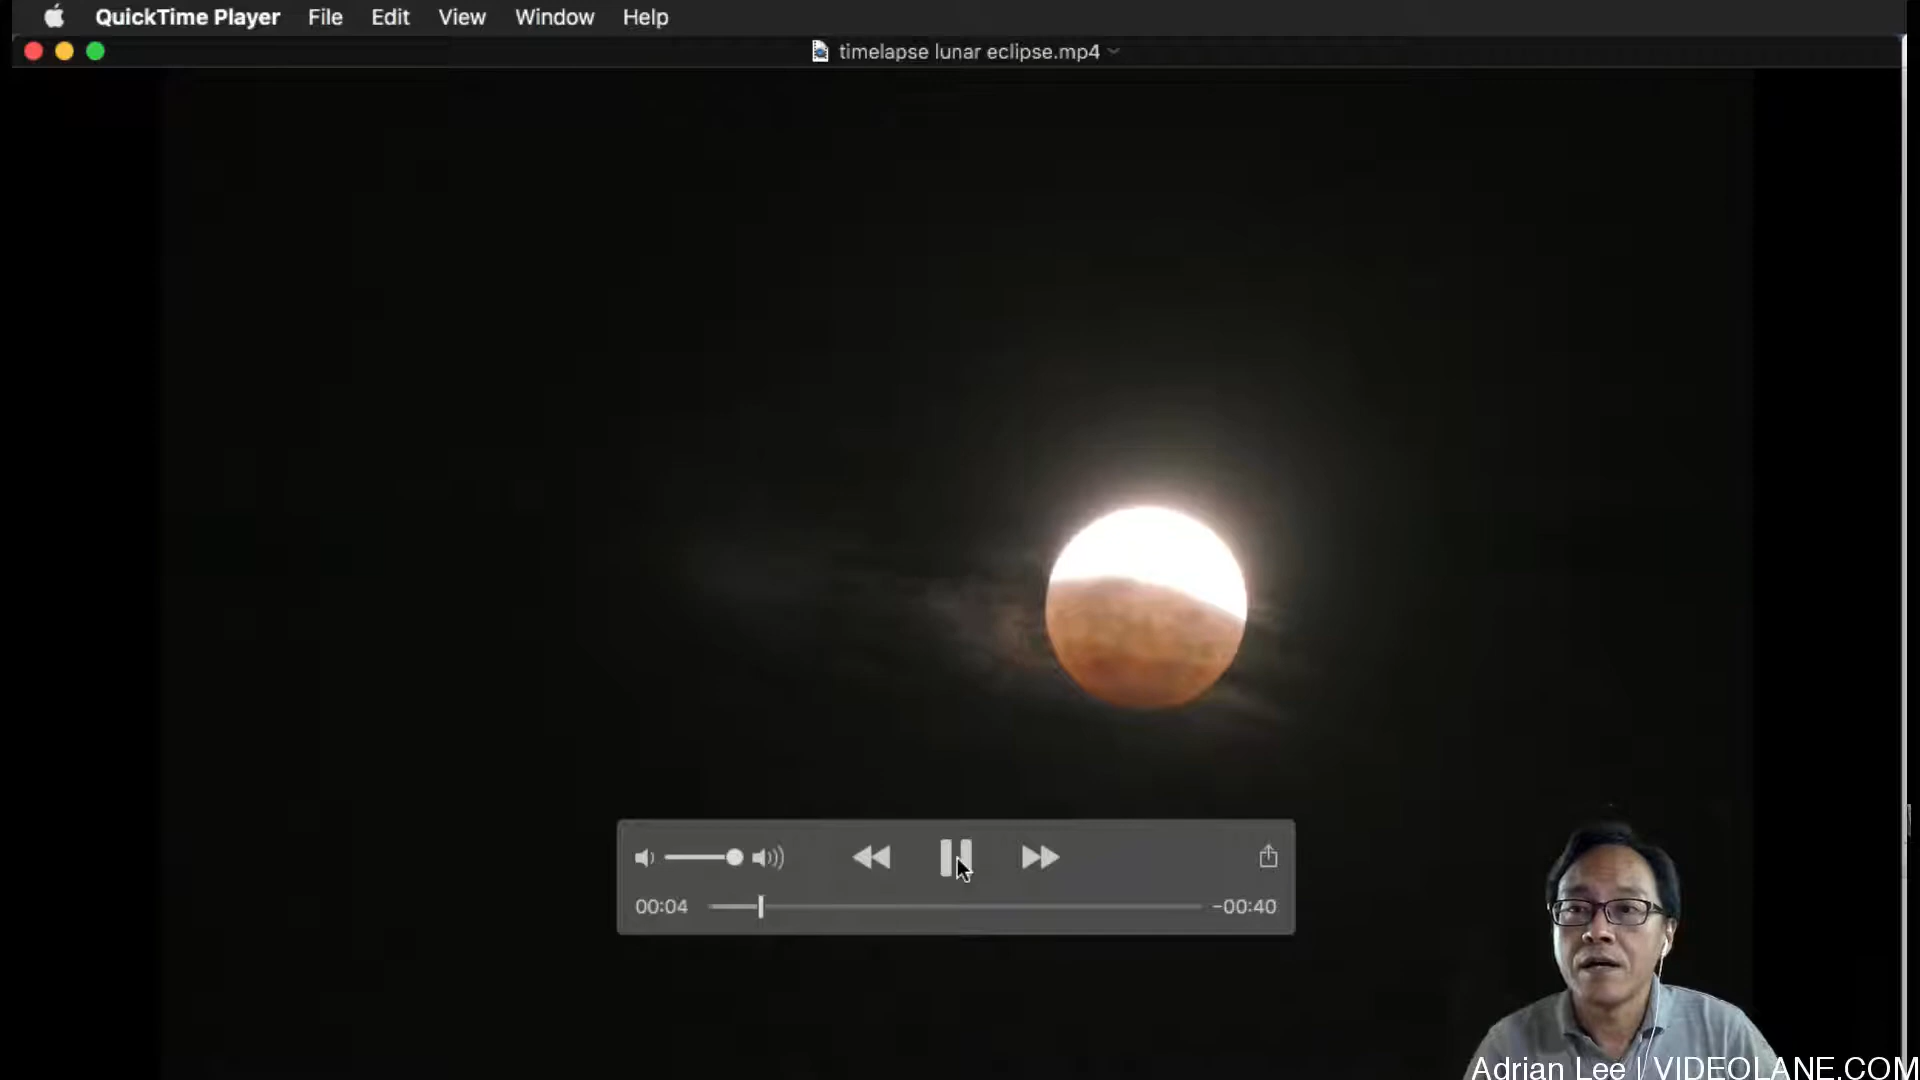 QuickTime Player File Edit View Window Help
timelapse lunar eclipse.mp4
00:04 -00:40
Adrian Lee | VIDEOLANE.COM